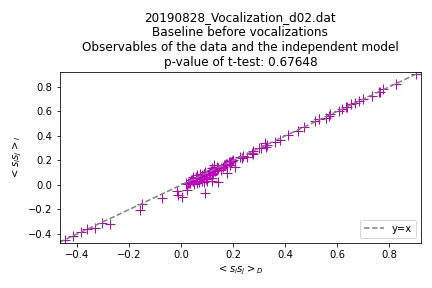 20190828_Vocalization_d02.dat
Baseline before vocalizations
Observables of the data and the independent model
p-value of t-test: 0.67648
0.8
0.6
0.4
0.2
0.0
−0.2
−0.4
< s_i s_j >_I
y=x
−0.4 −0.2 0.0 0.2 0.4 0.6 0.8
< s_i s_j >_D